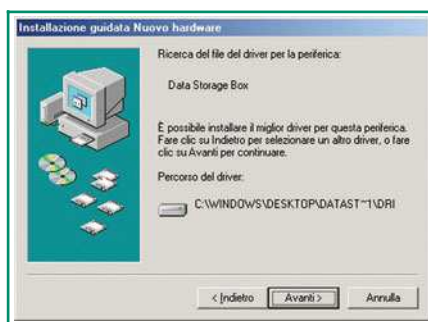 Installazione guidata Nuovo hardware
Ricerca del file del driver per la periferica:
Data Storage Box
È possibile installare il miglior driver per questa periferica.
Fare clic su Indietro per selezionare un altro driver, o fare
clic su Avanti per continuare.
Percorso del driver:
C:\WINDOWS\DESKTOP\DATAST~1\DRI
< Indietro
Avanti >
Annulla